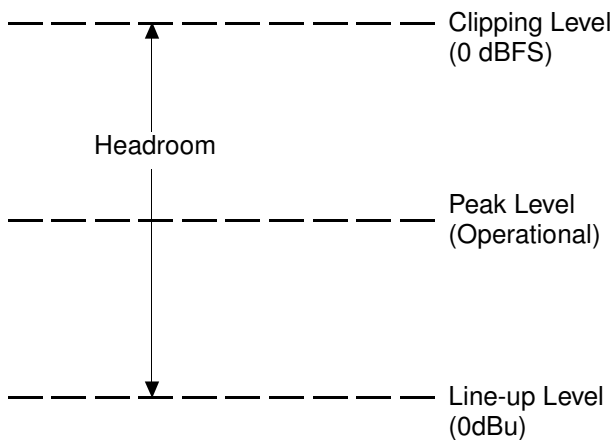 Clipping Level
(0 dBFS)
Headroom
Peak Level
(Operational)
Line-up Level
(0dBu)